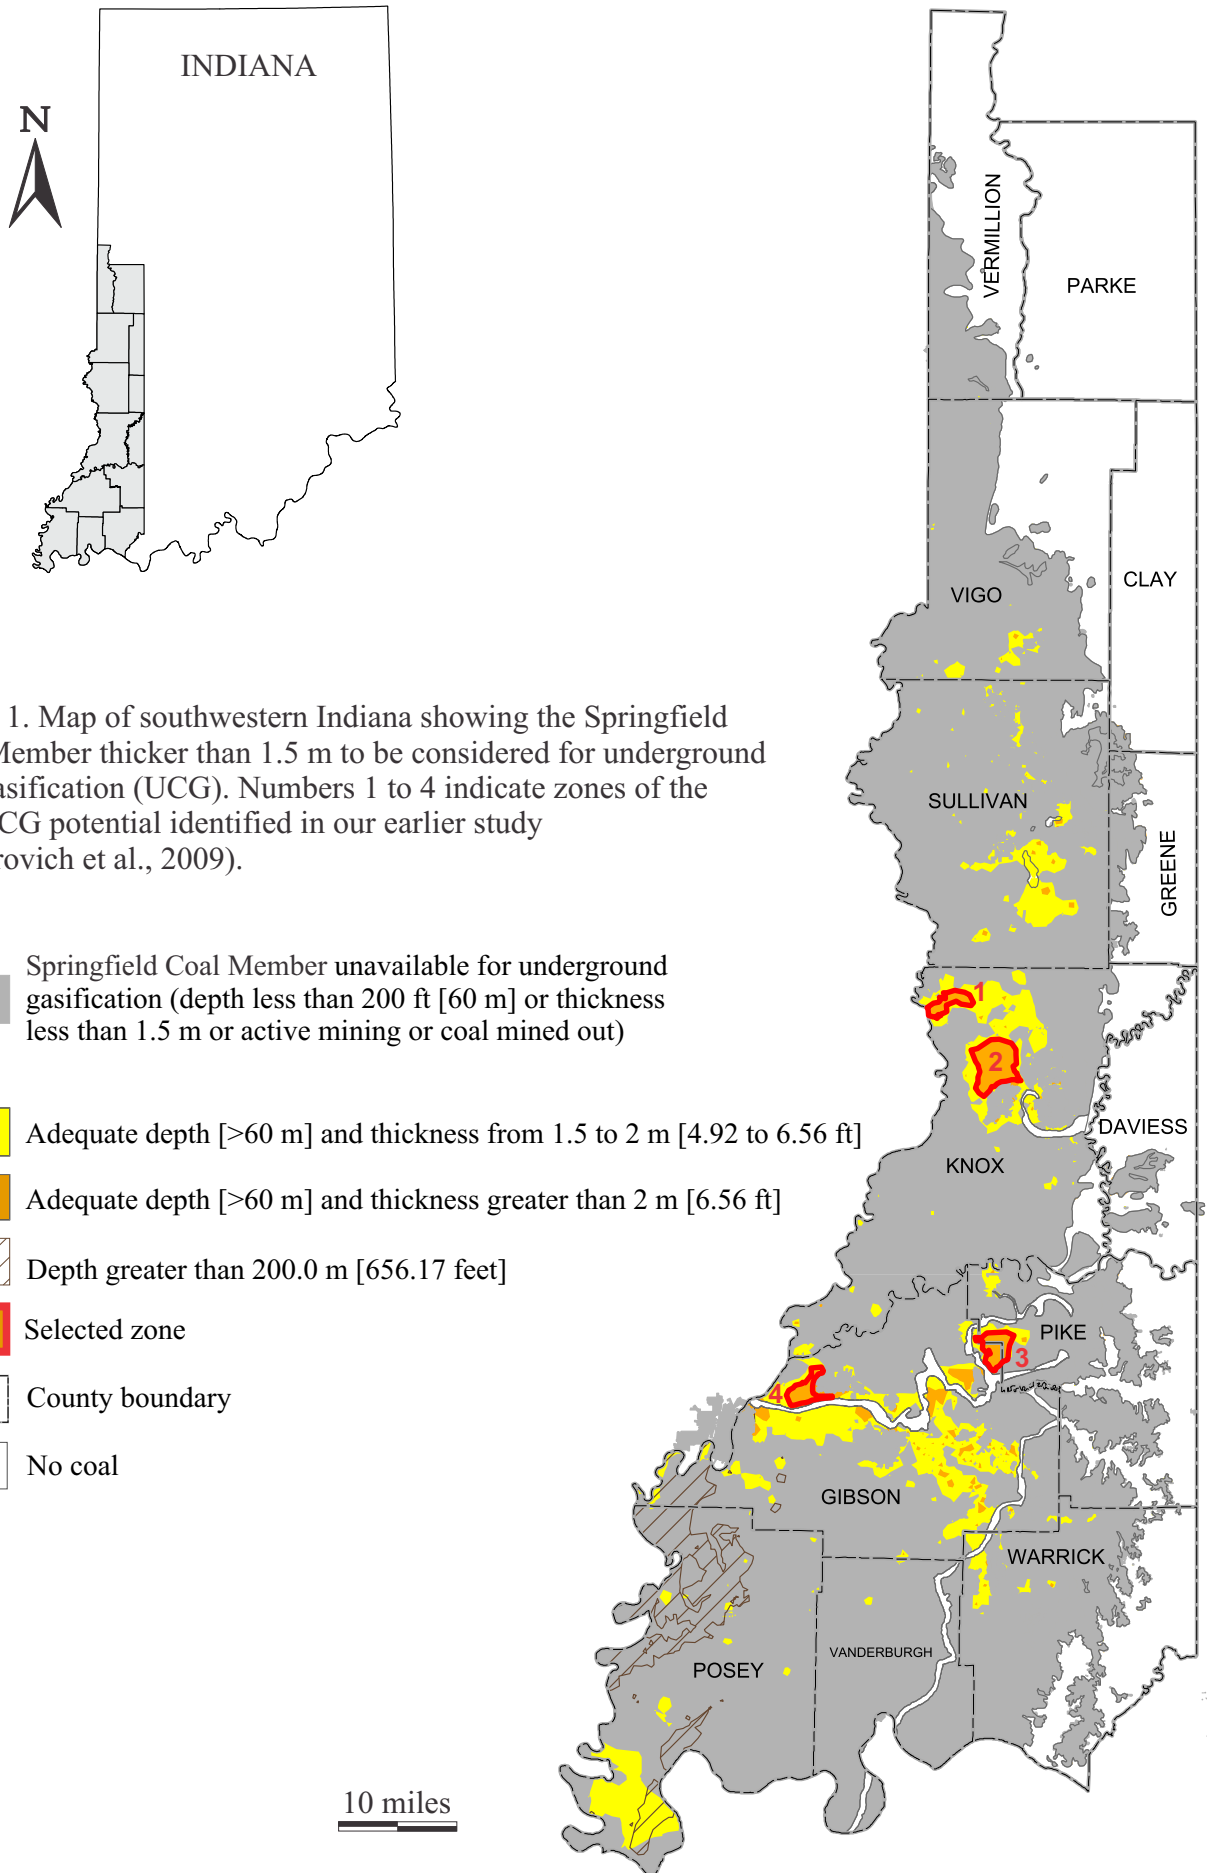 INDIANA
N
1. Map of southwestern Indiana showing the Springfield
Member thicker than 1.5 m to be considered for underground
asification (UCG). Numbers 1 to 4 indicate zones of the
CG potential identified in our earlier study
rovich et al., 2009).
Springfield Coal Member unavailable for underground
gasification (depth less than 200 ft [60 m] or thickness
less than 1.5 m or active mining or coal mined out)
Adequate depth [>60 m] and thickness from 1.5 to 2 m [4.92 to 6.56 ft]
Adequate depth [>60 m] and thickness greater than 2 m [6.56 ft]
Depth greater than 200.0 m [656.17 feet]
Selected zone
County boundary
No coal
10 miles
VERMILLION
PARKE
VIGO
CLAY
SULLIVAN
GREENE
1
2
DAVIESS
KNOX
PIKE
3
4
GIBSON
WARRICK
VANDERBURGH
POSEY